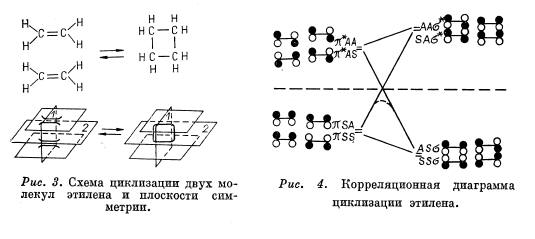 H H H H
C=C
H H
H H
C=C
H H
H-C-C-H
H-C-C-H
H H
1
2
1
2
π*AA
π*AS
πSA
πSS
AAσ*
SAσ*
ASσ
SSσ
Рис. 3. Схема циклизации двух мо-
лекул этилена и плоскости сим-
метрии.
Рис. 4. Корреляционная диаграмма
циклизации этилена.